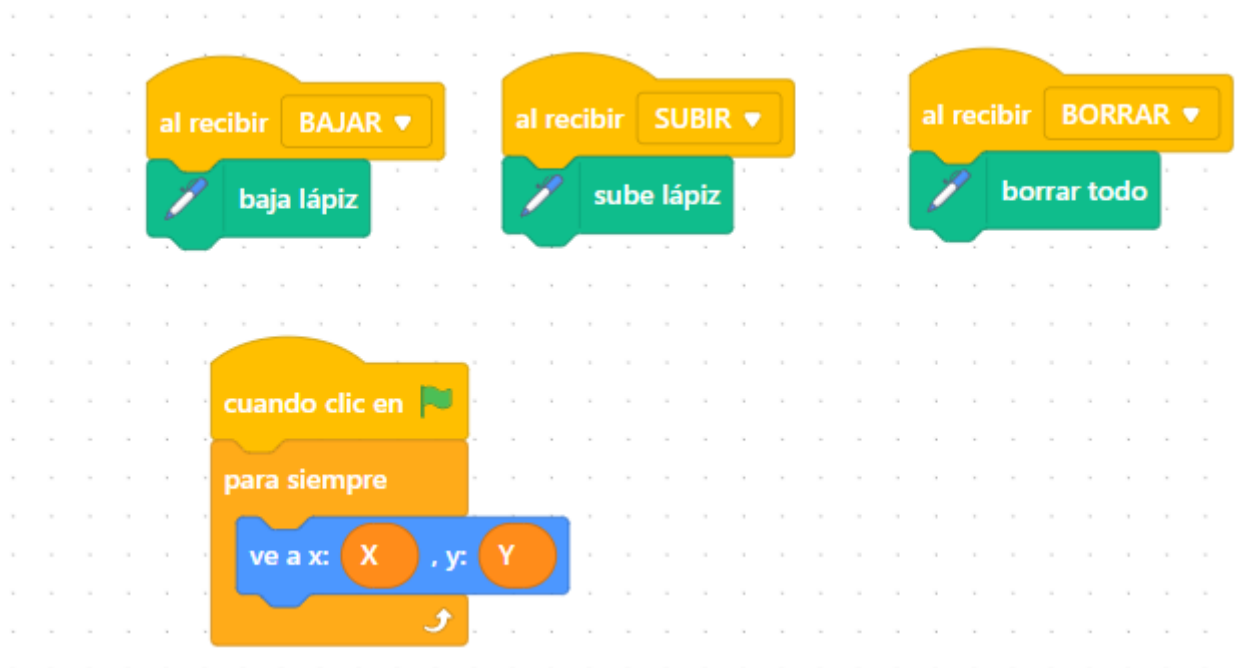 al recibir BAJAR
baja lápiz
al recibir SUBIR
sube lápiz
al recibir BORRAR
borrar todo
cuando clic en
para siempre
ve a x: X , y: Y